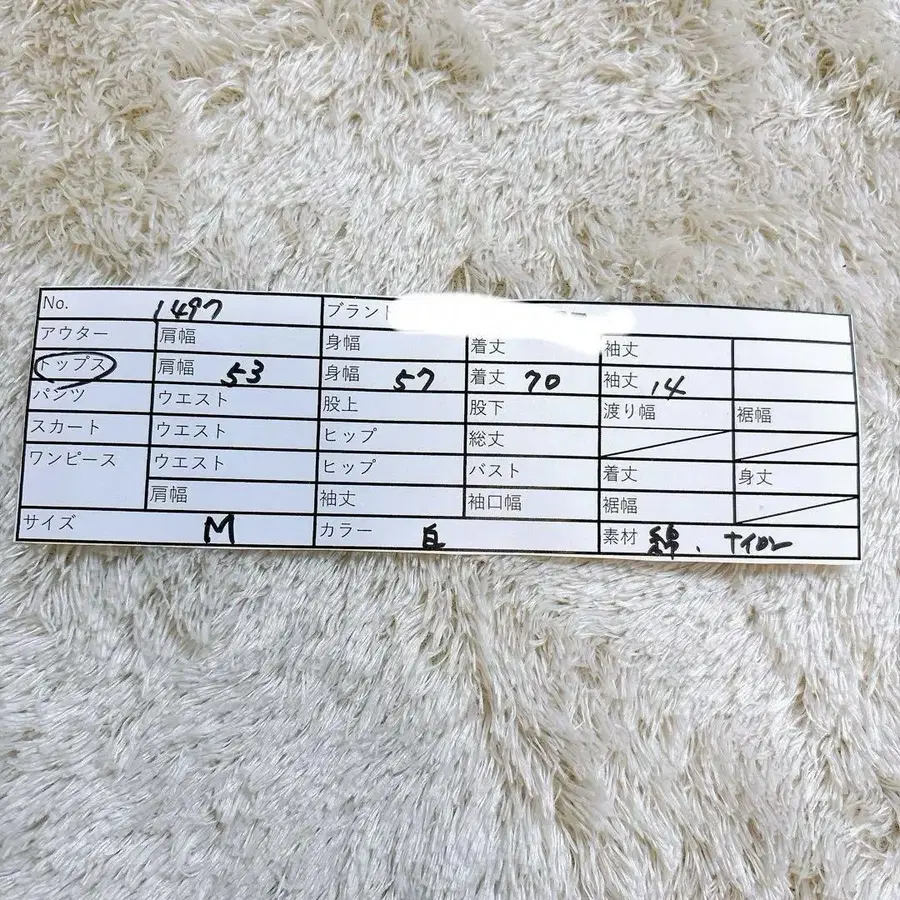 No. 1497 ブランド
アウター 肩幅 身幅 着丈 袖丈
トップス 肩幅 53 身幅 57 着丈 70 袖丈 14
パンツ ウエスト 股上 股下 渡り幅 裾幅
スカート ウエスト ヒップ 総丈
ワンピース ウエスト ヒップ バスト 着丈 身丈
肩幅 袖丈 袖口幅 裾幅
サイズ M カラー 白 素材 綿、ナイロン